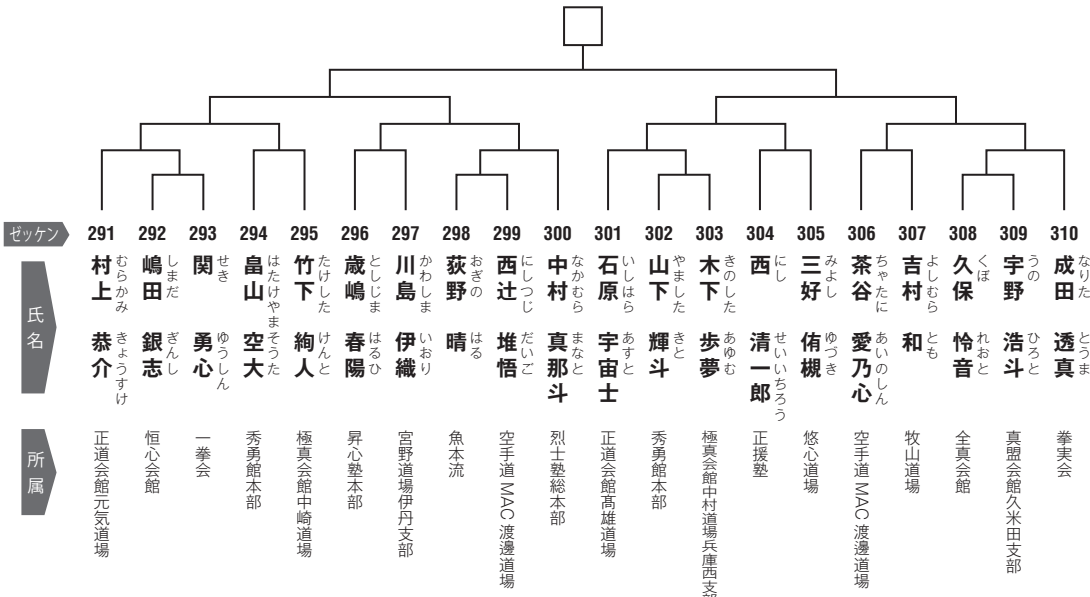 ゼッケン
291 292 293 294 295 296 297 298 299 300 301 302 303 304 305 306 307 308 309 310
氏名
村上 恭介
むらかみ きょうすけ
嶋田 銀志
しまだ ぎんし
関 勇心
せき ゆうしん
畠山 空大
はたけやま そうた
竹下 絢人
たけした けんと
歳嶋 春陽
としじま はるひ
川島 伊織
かわしま いおり
荻野 晴
おぎの はる
西辻 堆悟
にしつじ だいご
中村 真那斗
なかむら まなと
石原 宇宙士
いしはら あすと
山下 輝斗
やました きと
木下 歩夢
きのした あゆむ
西 清一郎
にし せいいちろう
三好 侑槻
みよし ゆづき
茶谷 愛乃心
ちゃたに あいのしん
吉村 和
よしむら とも
久保 怜音
くぼ れおと
宇野 浩斗
うの ひろと
成田 透真
なりた とうま
所属
正道会館元気道場
恒心会館
一拳会
秀勇館本部
極真会館中崎道場
昇心塾本部
宮野道場伊丹支部
魚本流
空手道 MAC 渡邊道場
烈士塾総本部
正道会館髙雄道場
秀勇館本部
極真会館中村道場兵庫西支部
正援塾
悠心道場
空手道 MAC 渡邊道場
牧山道場
全真会館
真盟会館久米田支部
拳実会